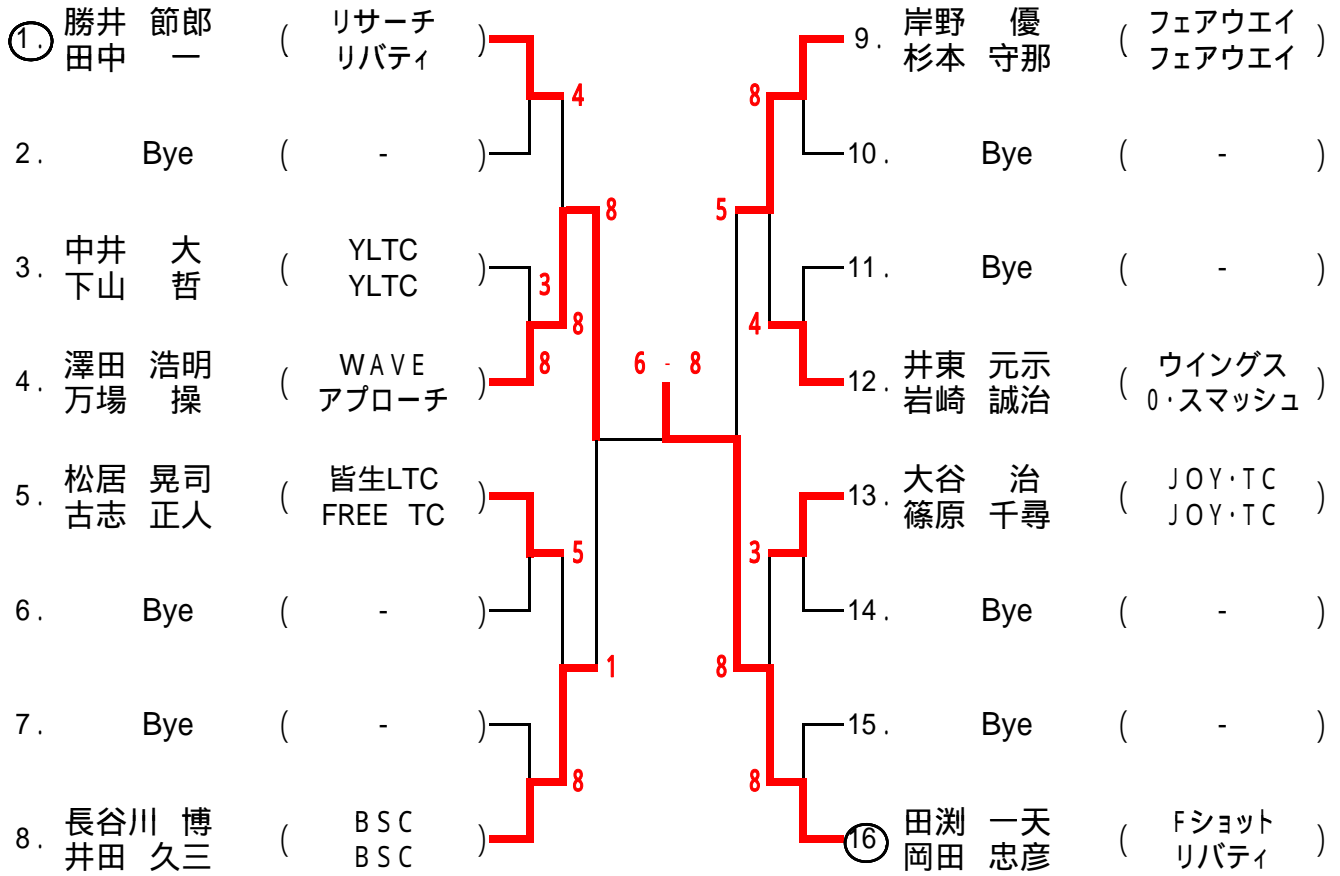 1. 勝井 節郎 ( リサーチ )
田中 一 リバティ
4
2. Bye ( - )
8
3. 中井 大 ( YLTC )
下山 哲 YLTC
3
8
8
4. 澤田 浩明 ( WAVE )
万場 操 アプローチ
5. 松居 晃司 ( 皆生LTC )
古志 正人 FREE TC
5
6. Bye ( - )
1
7. Bye ( - )
8
8. 長谷川 博 ( BSC )
井田 久三 BSC
6 - 8
9. 岸野 優 ( フェアウエイ )
杉本 守那 フェアウエイ
8
10. Bye ( - )
5
11. Bye ( - )
4
12. 井東 元示 ( ウイングス )
岩崎 誠治 O・スマッシュ
13. 大谷 治 ( JOY・TC )
篠原 千尋 JOY・TC
3
14. Bye ( - )
8
15. Bye ( - )
8
16 田渕 一天 ( Fショット )
岡田 忠彦 リバティ